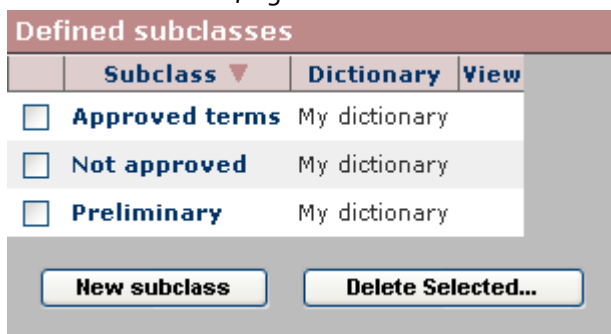 Defined subclasses
Subclass Dictionary View
Approved terms My dictionary
Not approved My dictionary
Preliminary My dictionary
New subclass Delete Selected...